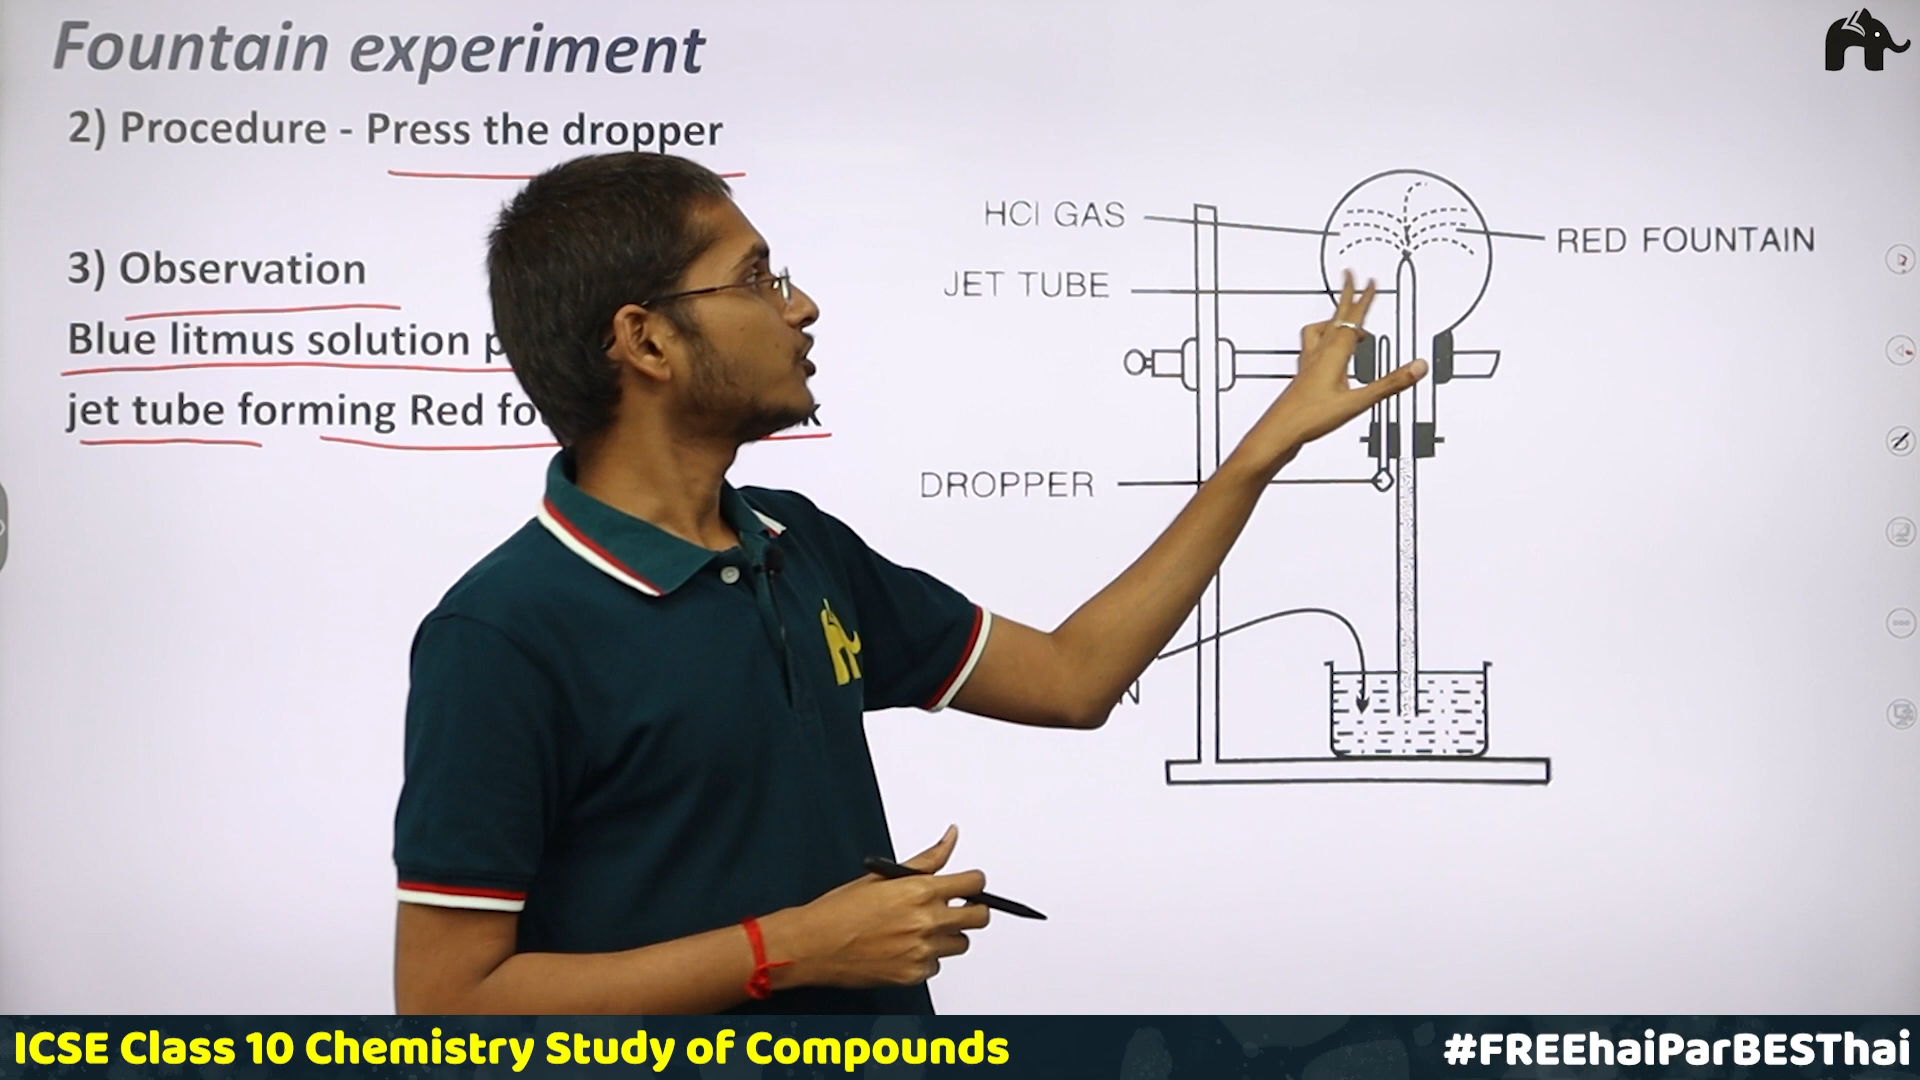 Fountain experiment
2) Procedure - Press the dropper
3) Observation
Blue litmus solution
jet tube forming Red
HCl GAS
RED FOUNTAIN
JET TUBE
DROPPER
ICSE Class 10 Chemistry Study of Compounds
#FREEhaiParBESThai